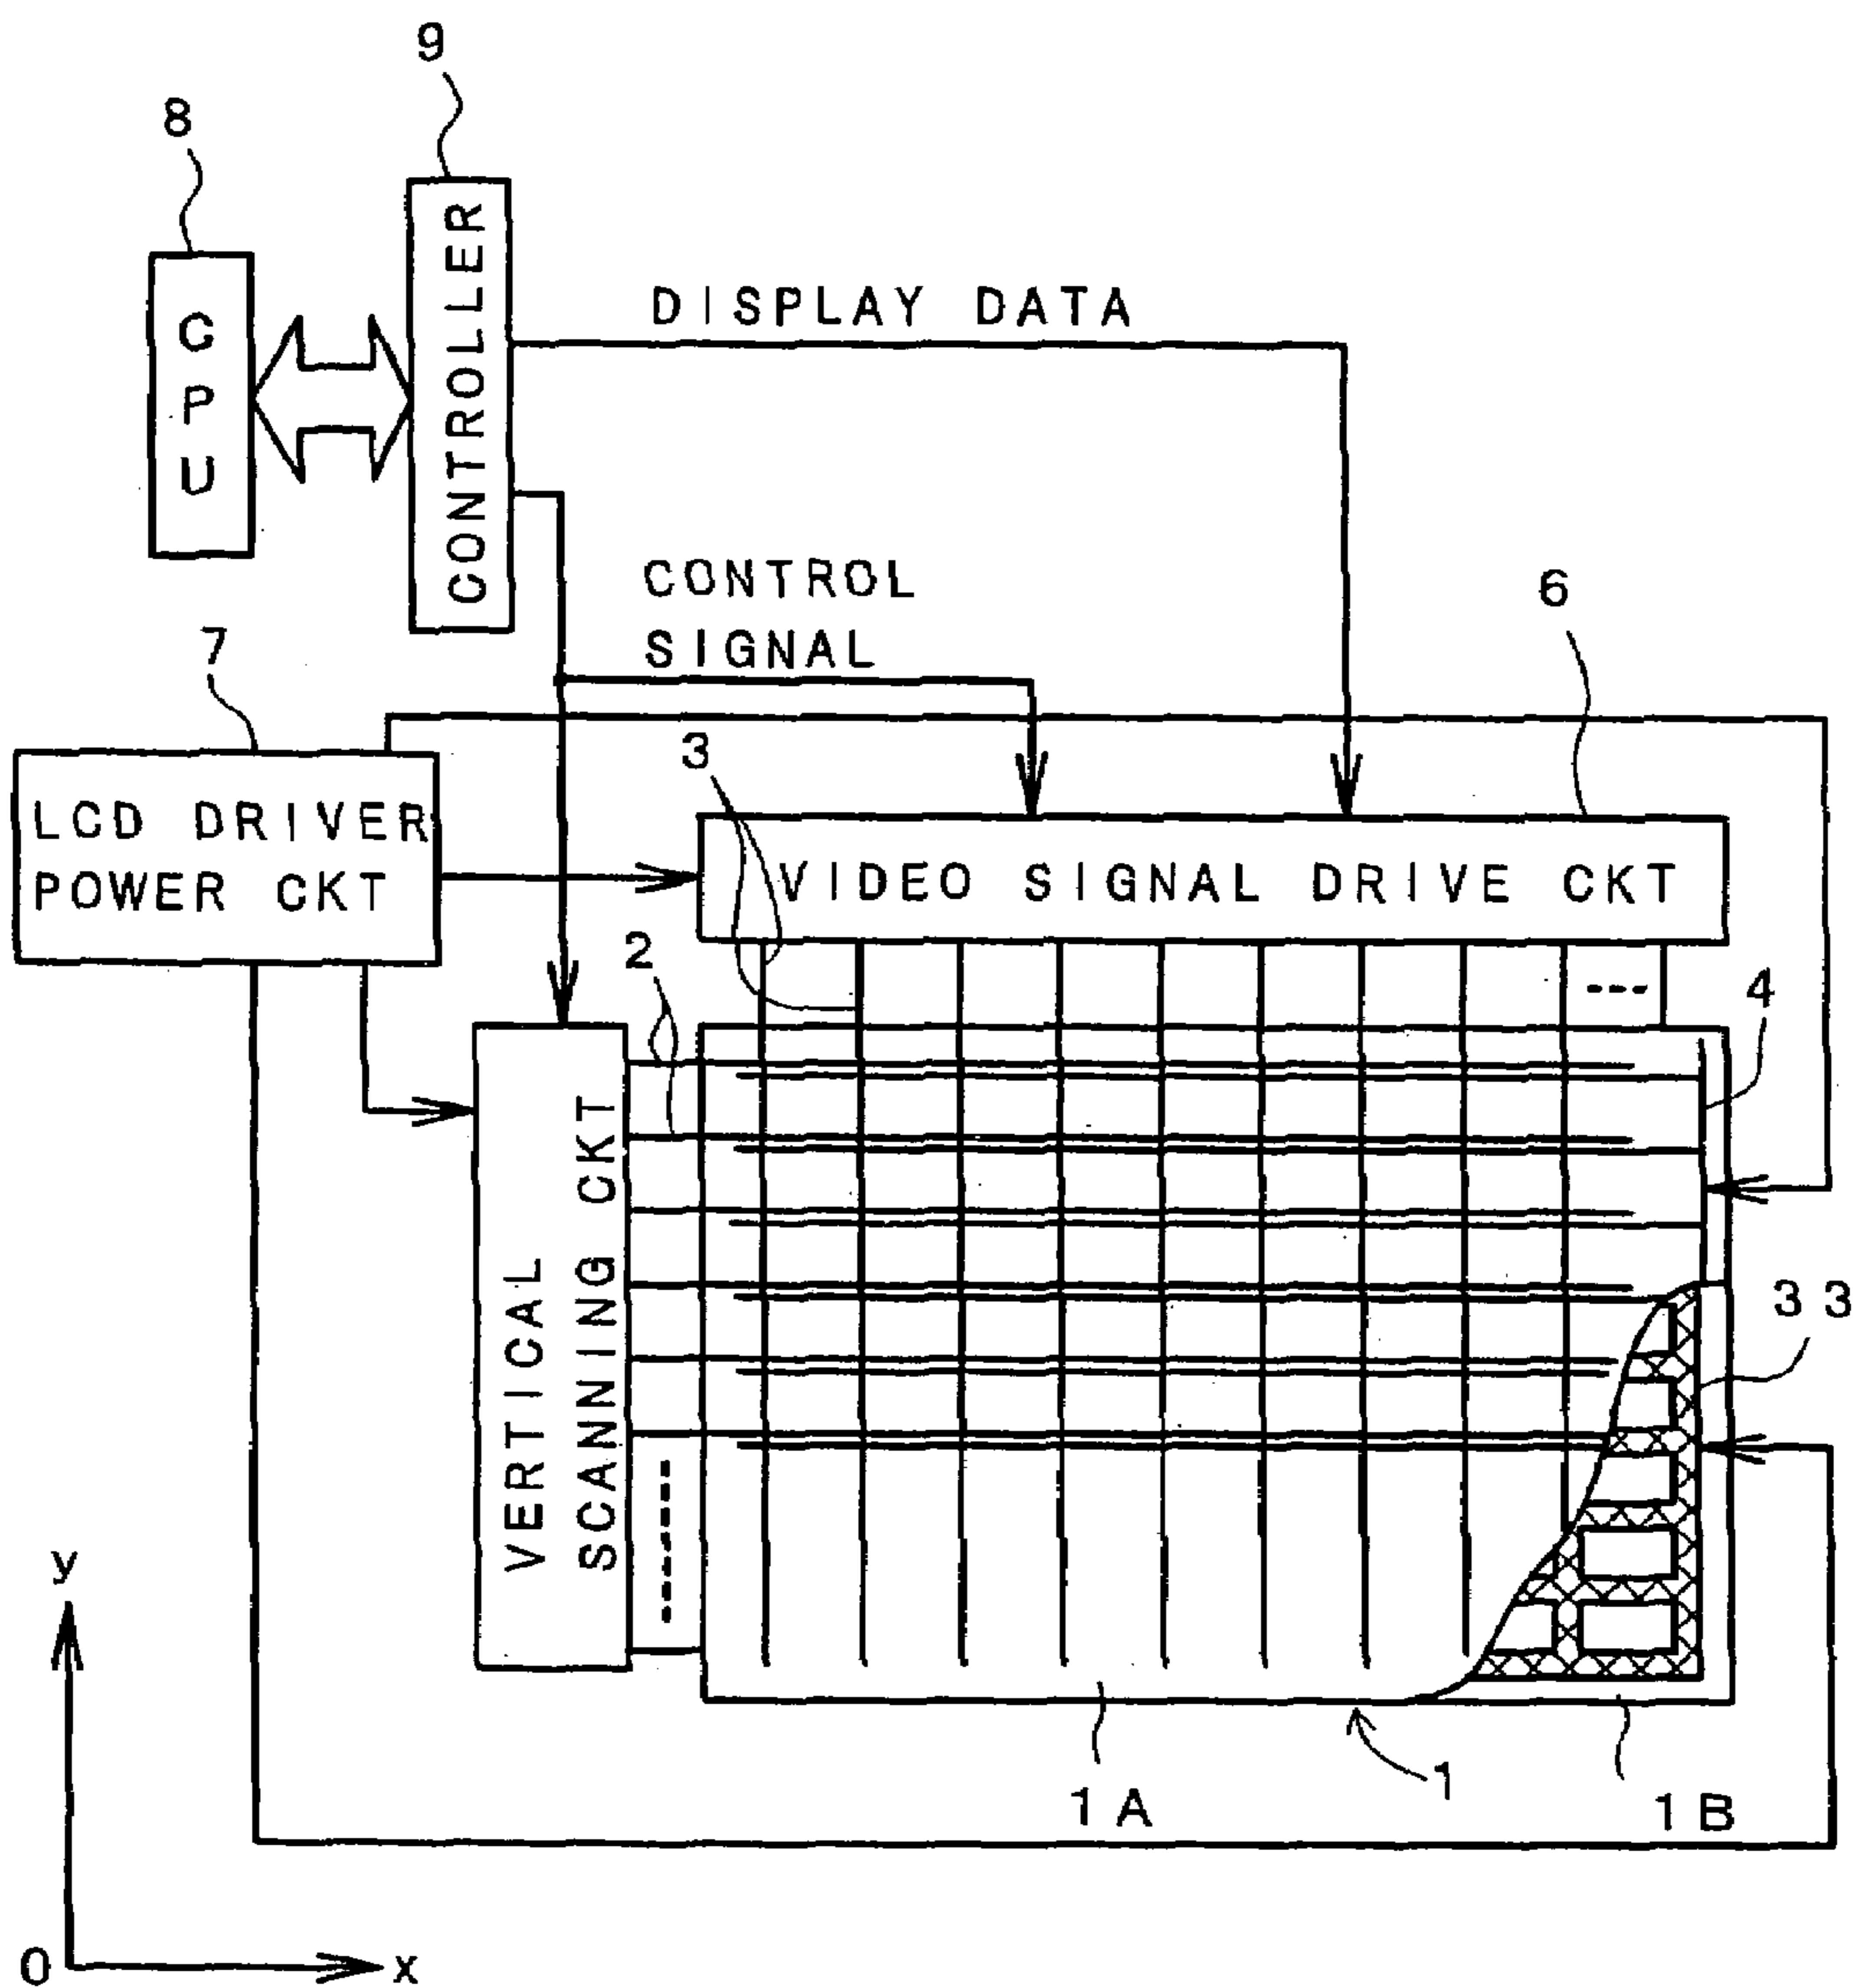 9
8
CONTROLLER
CPU
DISPLAY DATA
CONTROL
SIGNAL
6
7
3
LCD DRIVER
POWER CKT
VIDEO SIGNAL DRIVE CKT
2
4
VERTICAL
SCANNING CKT
33
1
1A
1B
y
0
x